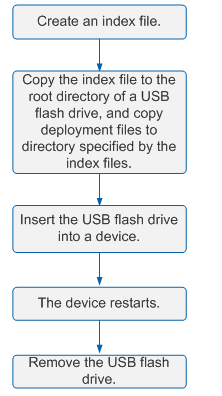 Create an index file.
Copy the index file to the
root directory of a USB
flash drive, and copy
deployment files to
directory specified by the
index files.
Insert the USB flash drive
into a device.
The device restarts.
Remove the USB flash
drive.